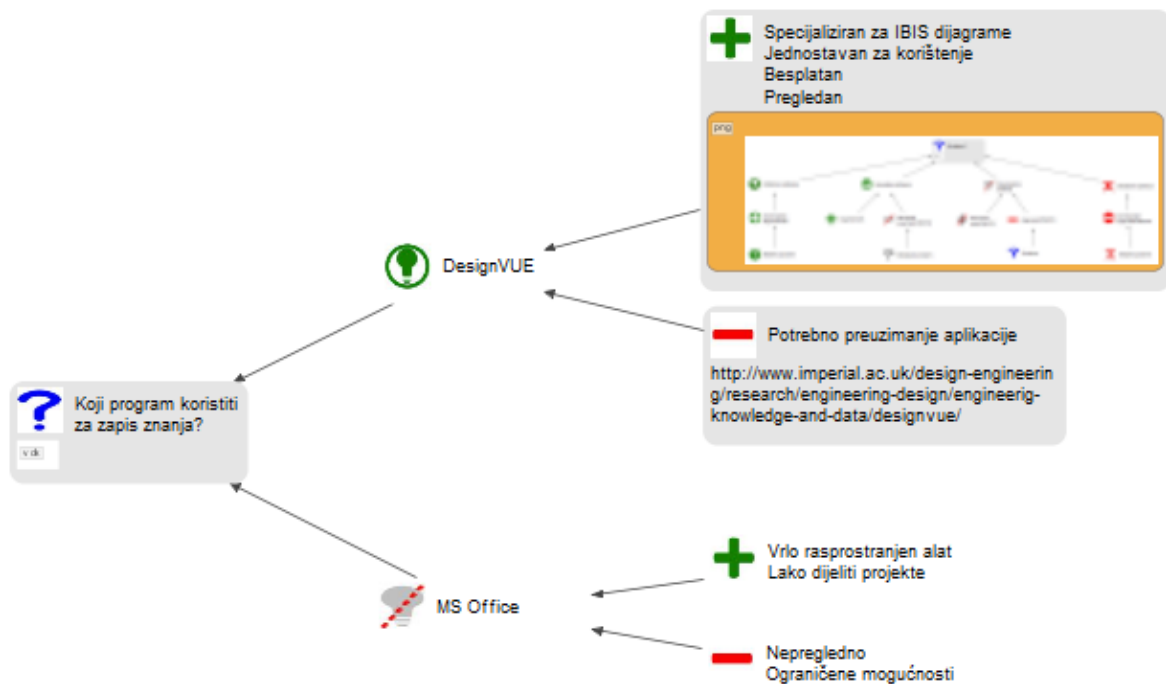 Specijaliziran za IBIS dijagrame
Jednostavan za korištenje
Besplatan
Pregledan
png
DesignVUE
Potrebno preuzimanje aplikacije
http://www.imperial.ac.uk/design-engineerin
g/research/engineering-design/engineerig-
knowledge-and-data/designvue/
Koji program koristiti
za zapis znanja?
Vrlo rasprostranjen alat
Lako dijeliti projekte
MS Office
Nepregledno
Ograničene mogućnosti